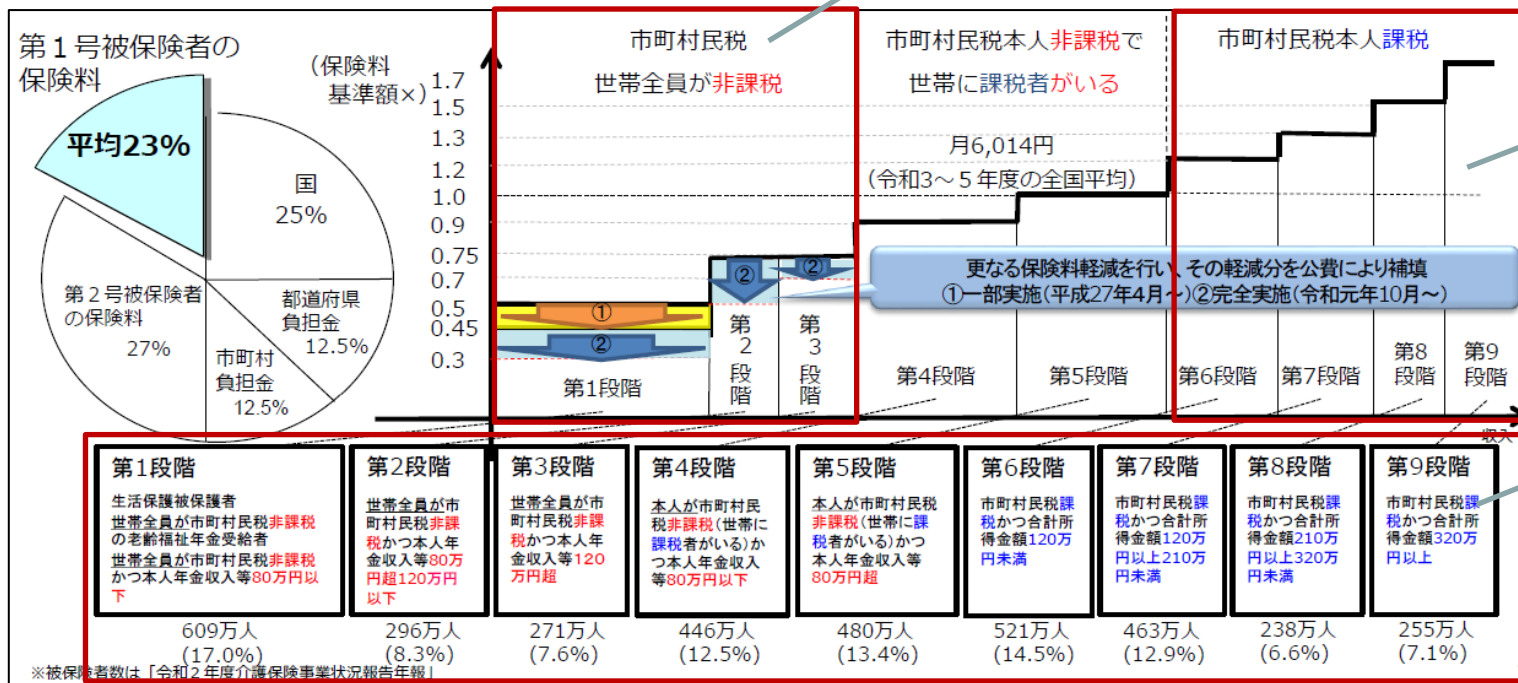 第１号被保険者の
保険料
平均23%
国
25%
都道府県
負担金
12.5%
市町村
負担金
12.5%
第２号被保険者
の保険料
27%
（保険料
基準額×）
1.7
1.5
1.3
1.2
1.0
0.9
0.75
0.7
0.5
0.45
0.3
市町村民税
世帯全員が非課税
市町村民税本人非課税で
世帯に課税者がいる
市町村民税本人課税
月6,014円
（令和3～５年度の全国平均）
更なる保険料軽減を行い、その軽減分を公費により補填
①一部実施（平成27年4月～）②完全実施（令和元年10月～）
①
②
②
②
第1段階
第２段階
第３段階
第4段階
第5段階
第6段階
第7段階
第8
段階
第9
段階
収入
第１段階
生活保護被保護者
世帯全員が市町村民税非課税
の老齢福祉年金受給者
世帯全員が市町村民税非課税
かつ本人年金収入等80万円以
下
第２段階
世帯全員が市
町村民税非課
税かつ本人年
金収入等80万
円超120万円
以下
第３段階
世帯全員が市
町村民税非課
税かつ本人年
金収入等120
万円超
第４段階
本人が市町村民
税非課税（世帯に
課税者がいる）か
つ本人年金収入
等80万円以下
第５段階
本人が市町村民税
非課税（世帯に課
税者がいる）かつ
本人年金収入等
80万円超
第６段階
市町村民税課
税かつ合計所
得金額120万
円未満
第７段階
市町村民税課
税かつ合計所
得金額120万
円以上210万
円未満
第８段階
市町村民税課
税かつ合計所
得金額210万
円以上320万
円未満
第９段階
市町村民税課
税かつ合計所
得金額320万
円以上
609万人
(17.0%)
296万人
(8.3%)
271万人
(7.6%)
446万人
(12.5%)
480万人
(13.4%)
521万人
(14.5%)
463万人
(12.9%)
238万人
(6.6%)
255万人
(7.1%)
※被保険者数は「令和２年度介護保険事業状況報告年報」